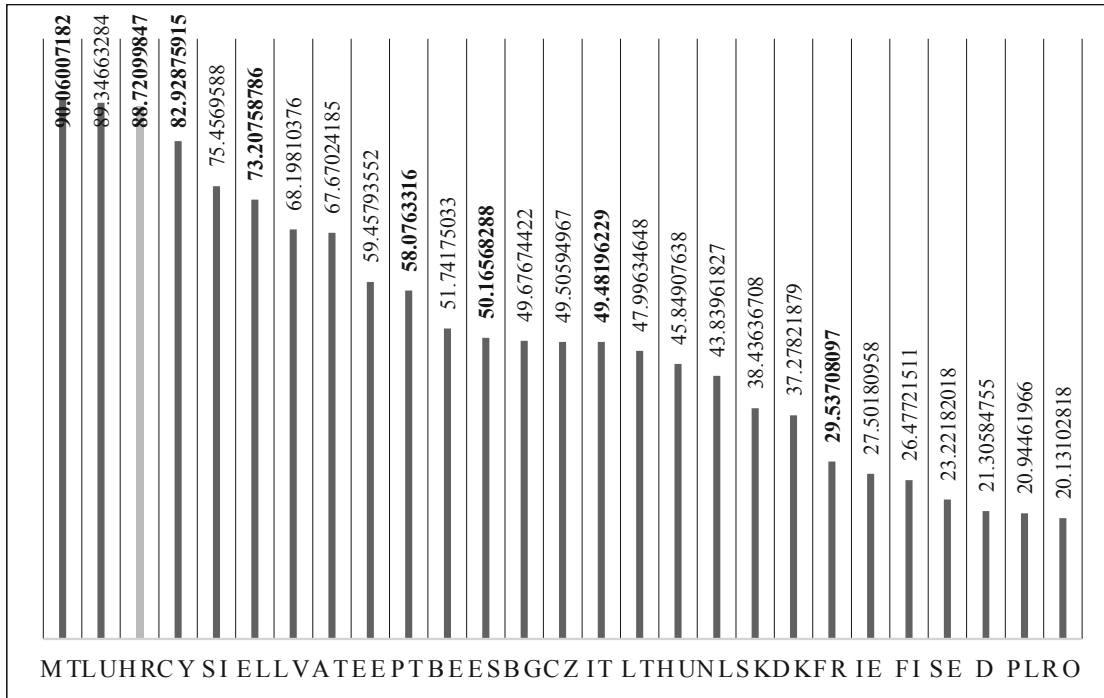 90.06007182 89.34663284 88.72099847 82.92875915 75.4569588 73.20758786 68.19810376 67.67024185 59.45793552 58.0763316 51.74175033 50.16568288 49.67674422 49.50594967 49.48196229 47.99634648 45.84907638 43.83961827 38.43636708 37.27821879 29.53708097 27.50180958 26.47721511 23.22182018 21.30584755 20.94461966 20.13102818
MT LU HR CY SI EL LV AT EE PT BE ES BG CZ IT LT HU NL SK DK FR IE FI SE D PL RO